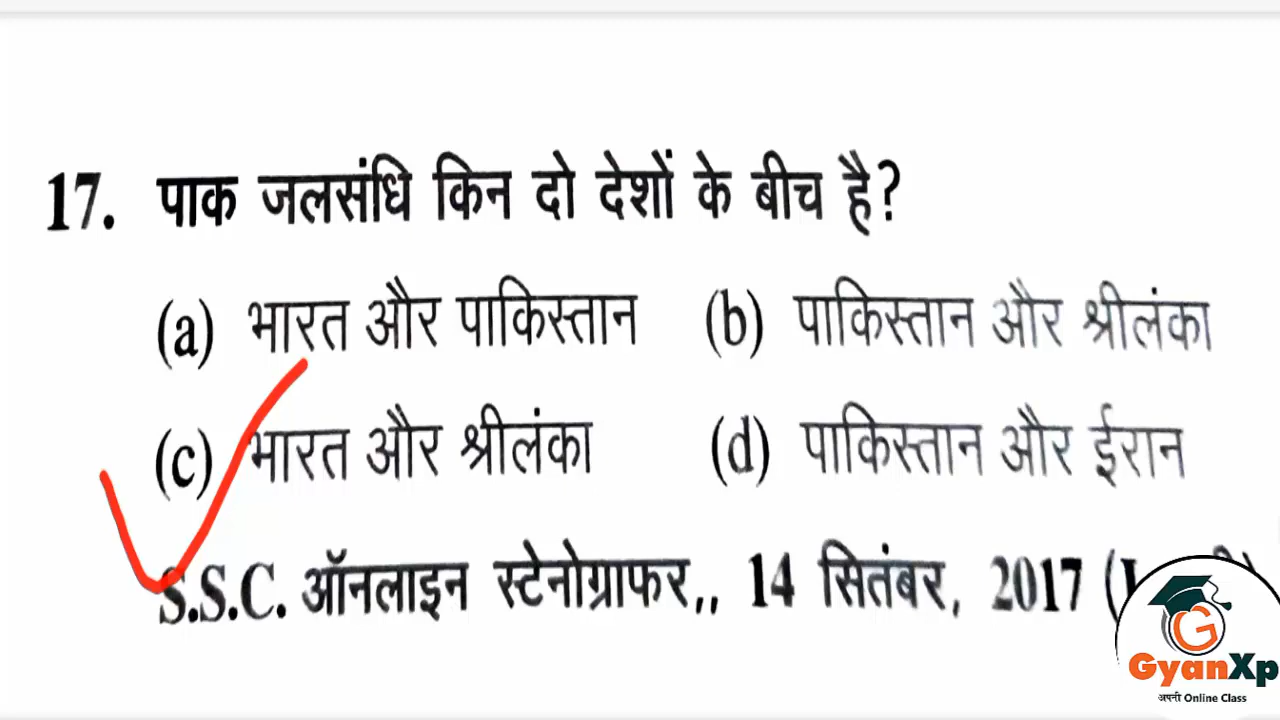 17. पाक जलसंधि किन दो देशों के बीच है?
(a) भारत और पाकिस्तान (b) पाकिस्तान और श्रीलंका
(c) भारत और श्रीलंका (d) पाकिस्तान और ईरान
S.S.C. ऑनलाइन स्टेनोग्राफर,, 14 सितंबर, 2017
G
GyanXp
अपनी Online Class